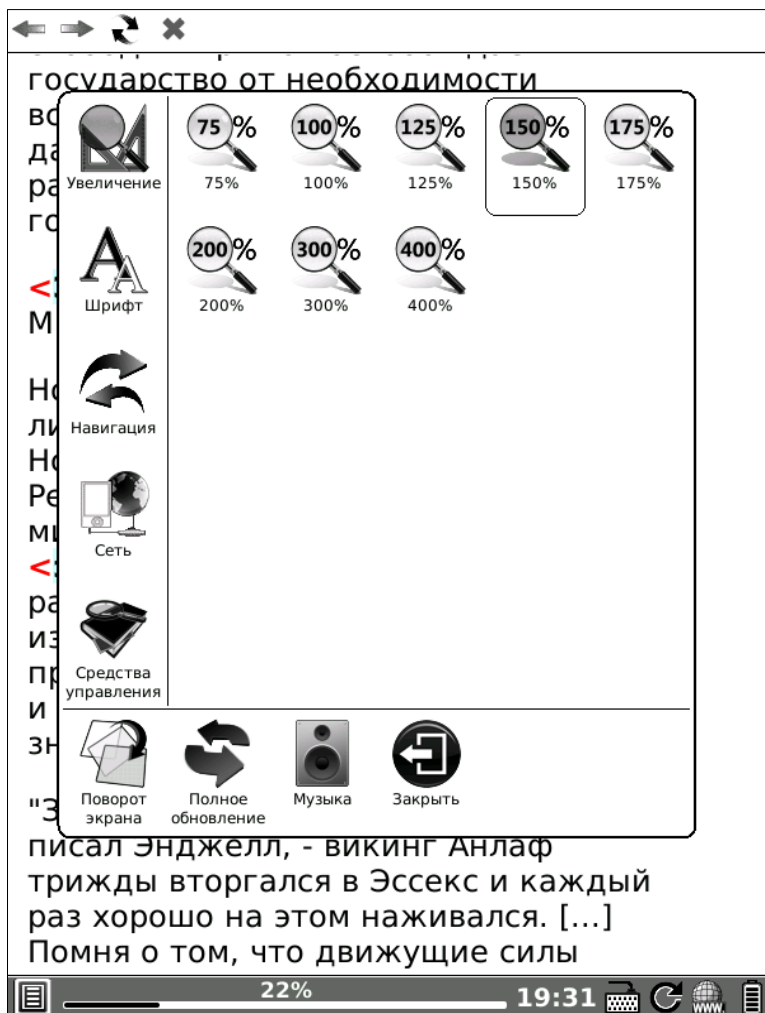 государство от необходимости
Увеличение
75%
75%
100%
100%
125%
125%
150%
150%
175%
175%
Шрифт
200%
200%
300%
300%
400%
400%
Навигация
Сеть
Средства
управления
Поворот
экрана
Полное
обновление
Музыка
Закрыть
писал Энджелл, - викинг Анлаф
трижды вторгался в Эссекс и каждый
раз хорошо на этом наживался. [...]
Помня о том, что движущие силы
22%
19:31
www.